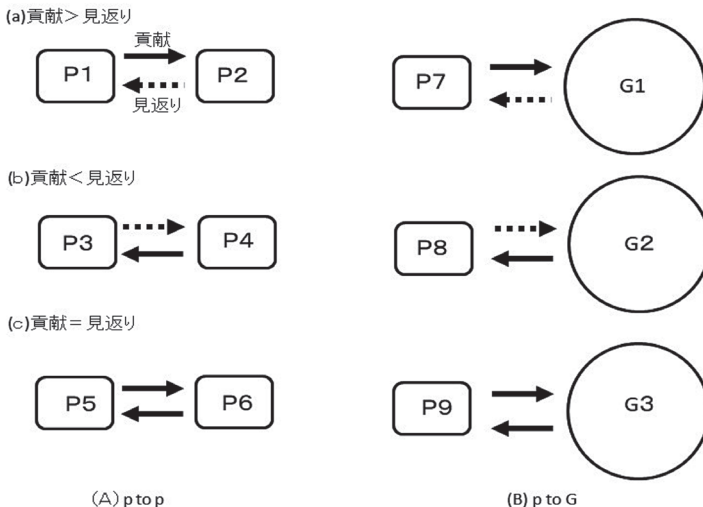 (a)貢献＞見返り
貢献
P1
P2
見返り
P7
G1
(b)貢献＜見返り
P3
P4
P8
G2
(c)貢献＝見返り
P5
P6
P9
G3
(A) p to p
(B) p to G